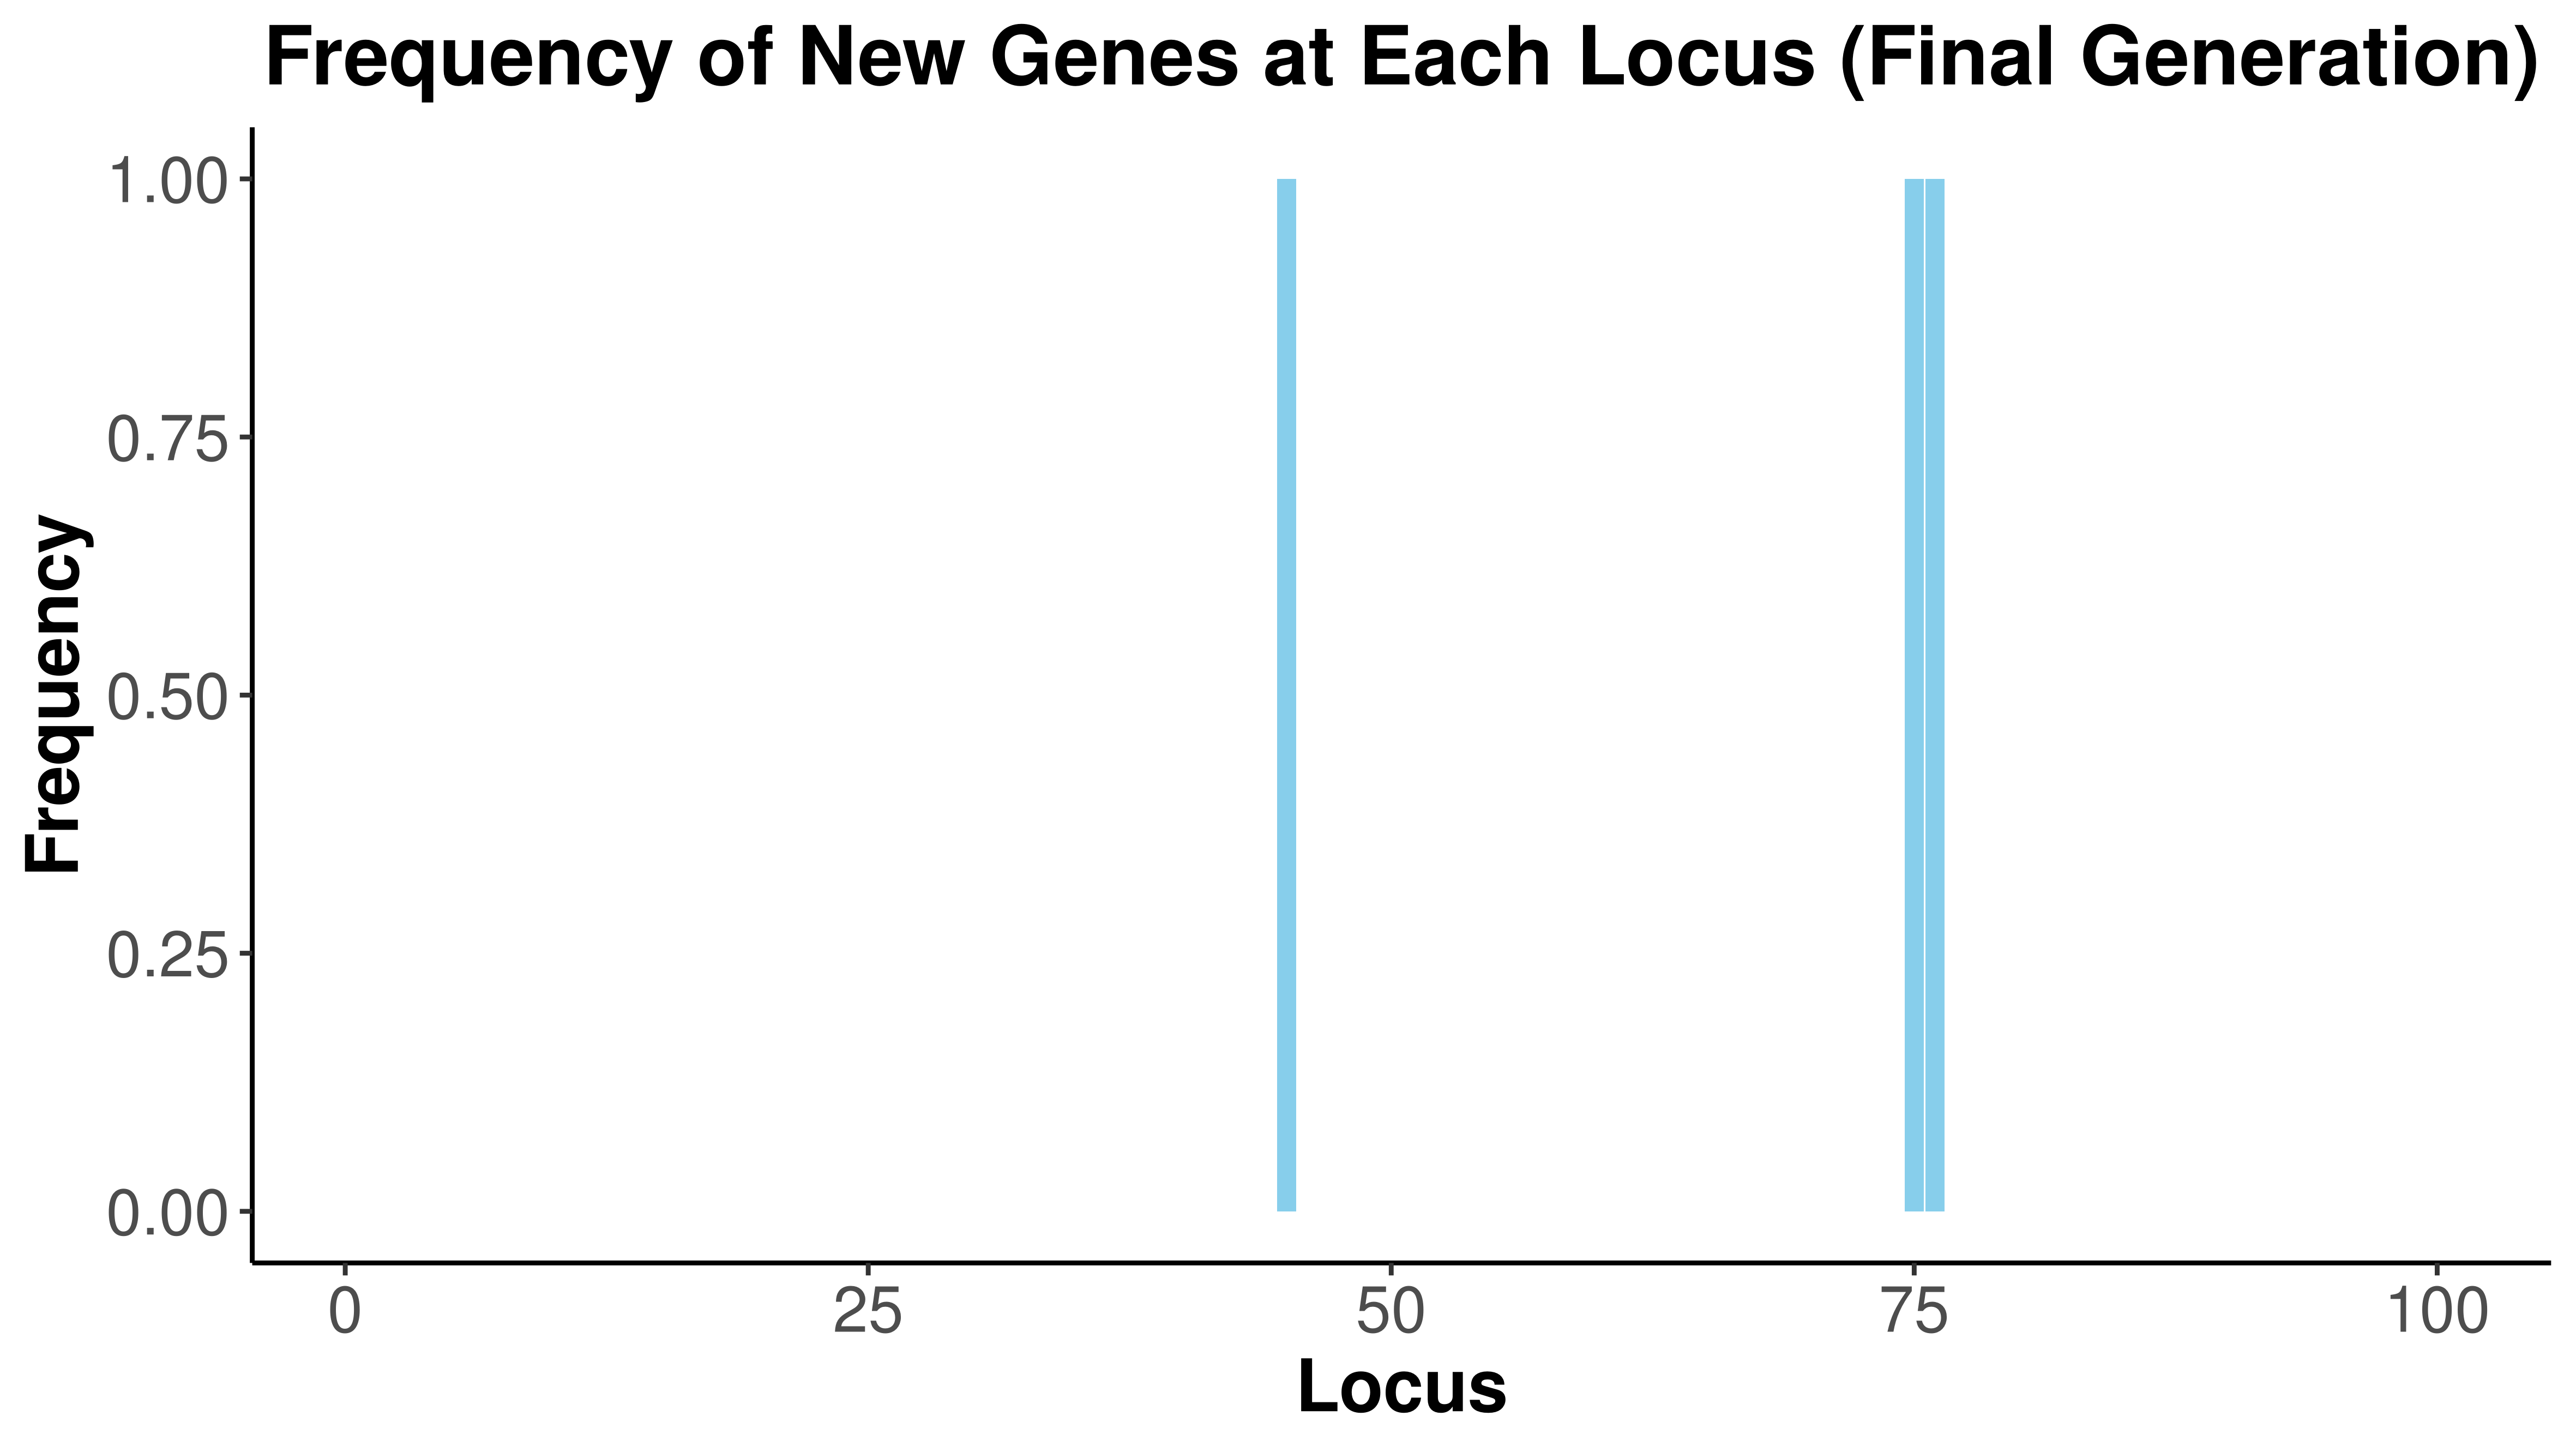 Frequency of New Genes at Each Locus (Final Generation)
1.00
0.75
0.50
0.25
0.00
Frequency
0 25 50 75 100
Locus